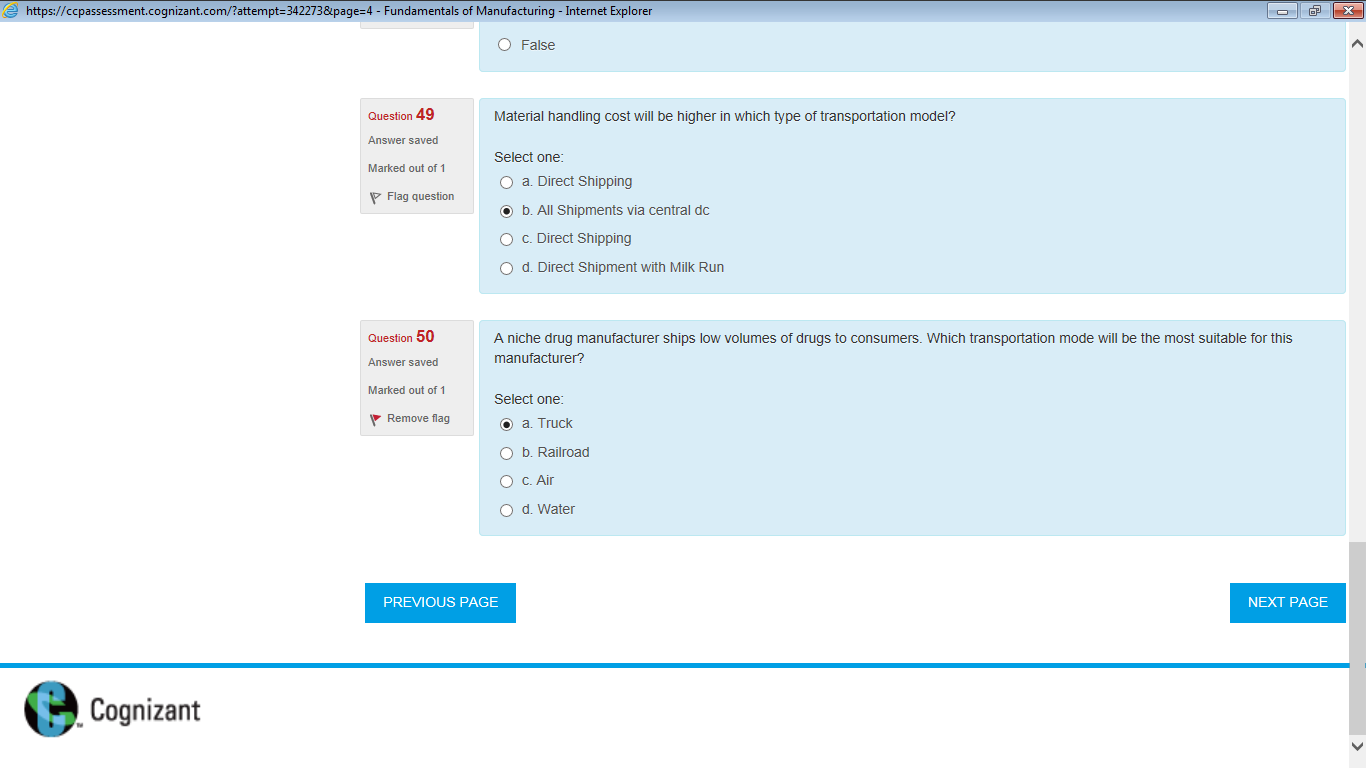 https://ccpassessment.cognizant.com/?attempt=342273&page=4 - Fundamentals of Manufacturing - Internet Explorer
False
Question 49
Answer saved
Marked out of 1
Flag question
Material handling cost will be higher in which type of transportation model?
Select one:
a. Direct Shipping
b. All Shipments via central dc
c. Direct Shipping
d. Direct Shipment with Milk Run
Question 50
Answer saved
Marked out of 1
Remove flag
A niche drug manufacturer ships low volumes of drugs to consumers. Which transportation mode will be the most suitable for this
manufacturer?
Select one:
a. Truck
b. Railroad
c. Air
d. Water
PREVIOUS PAGE
NEXT PAGE
Cognizant